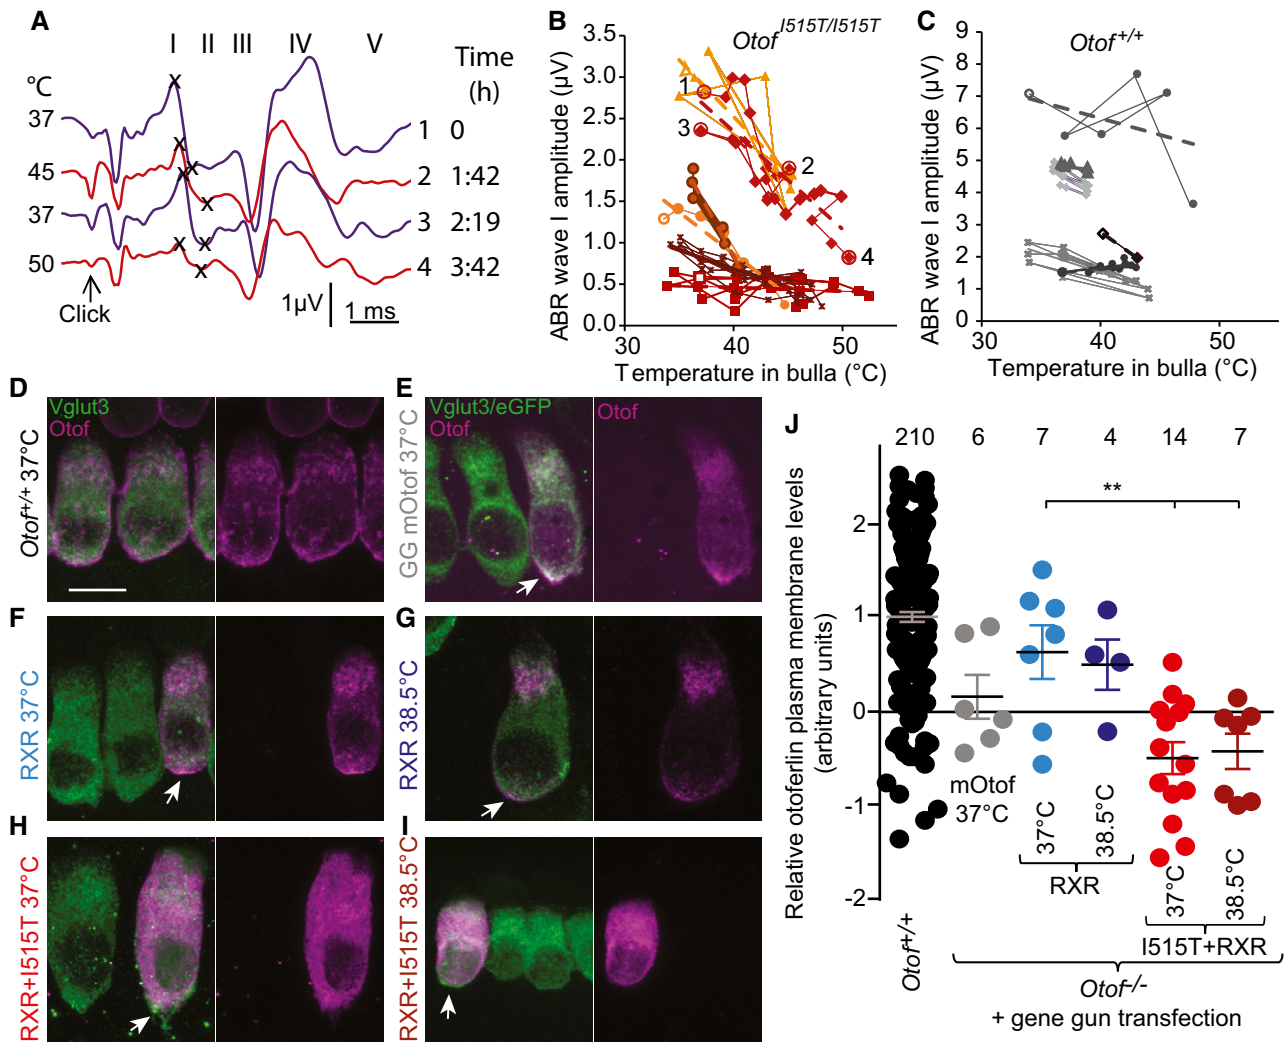 A
I II III IV V
Time
(h)
°C
37
1 0
45
2 1:42
37
3 2:19
50
4 3:42
Click
1µV
1 ms
B
Otof I515T/I515T
ABR wave I amplitude (µV)
3.5
3.0
2.5
2.0
1.5
1.0
0.5
0.0
1
3
2
4
30 40 50
Temperature in bulla (°C)
C
Otof+/+
ABR wave I amplitude (µV)
9
8
7
6
5
4
3
2
1
0
30 40 50
Temperature in bulla (°C)
D
Otof+/+ 37°C
Vglut3
Otof
E
GG mOtof 37°C
Vglut3/eGFP
Otof
Otof
F
RXR 37°C
G
RXR 38.5°C
H
RXR+I515T 37°C
I
RXR+I515T 38.5°C
J
210 6 7 4 14 7
**
Relative otoferlin plasma membrane levels
(arbitrary units)
2
1
0
-1
-2
mOtof
37°C
37°C
38.5°C
RXR
37°C
38.5°C
I515T+RXR
Otof+/+
Otof-/-
+ gene gun transfection